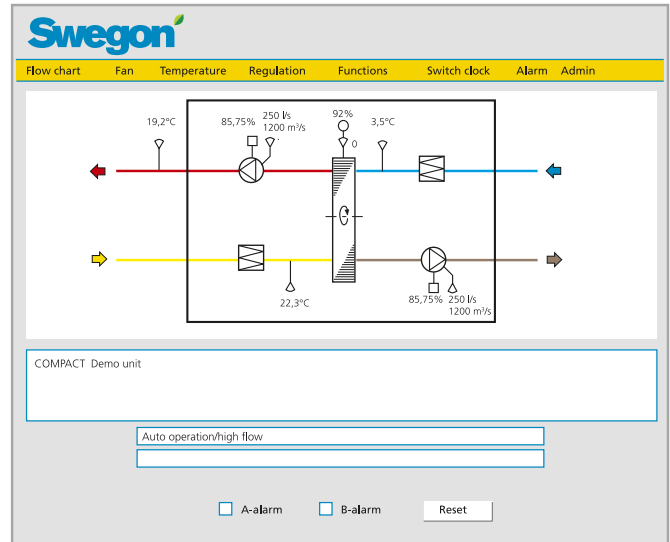 Swegon
Flow chart Fan Temperature Regulation Functions Switch clock Alarm Admin
19,2°C
85,75%
250 l/s
1200 m³/s
92%
0
3,5°C
22,3°C
85,75%
250 l/s
1200 m³/s
COMPACT Demo unit
Auto operation/high flow
A-alarm B-alarm Reset